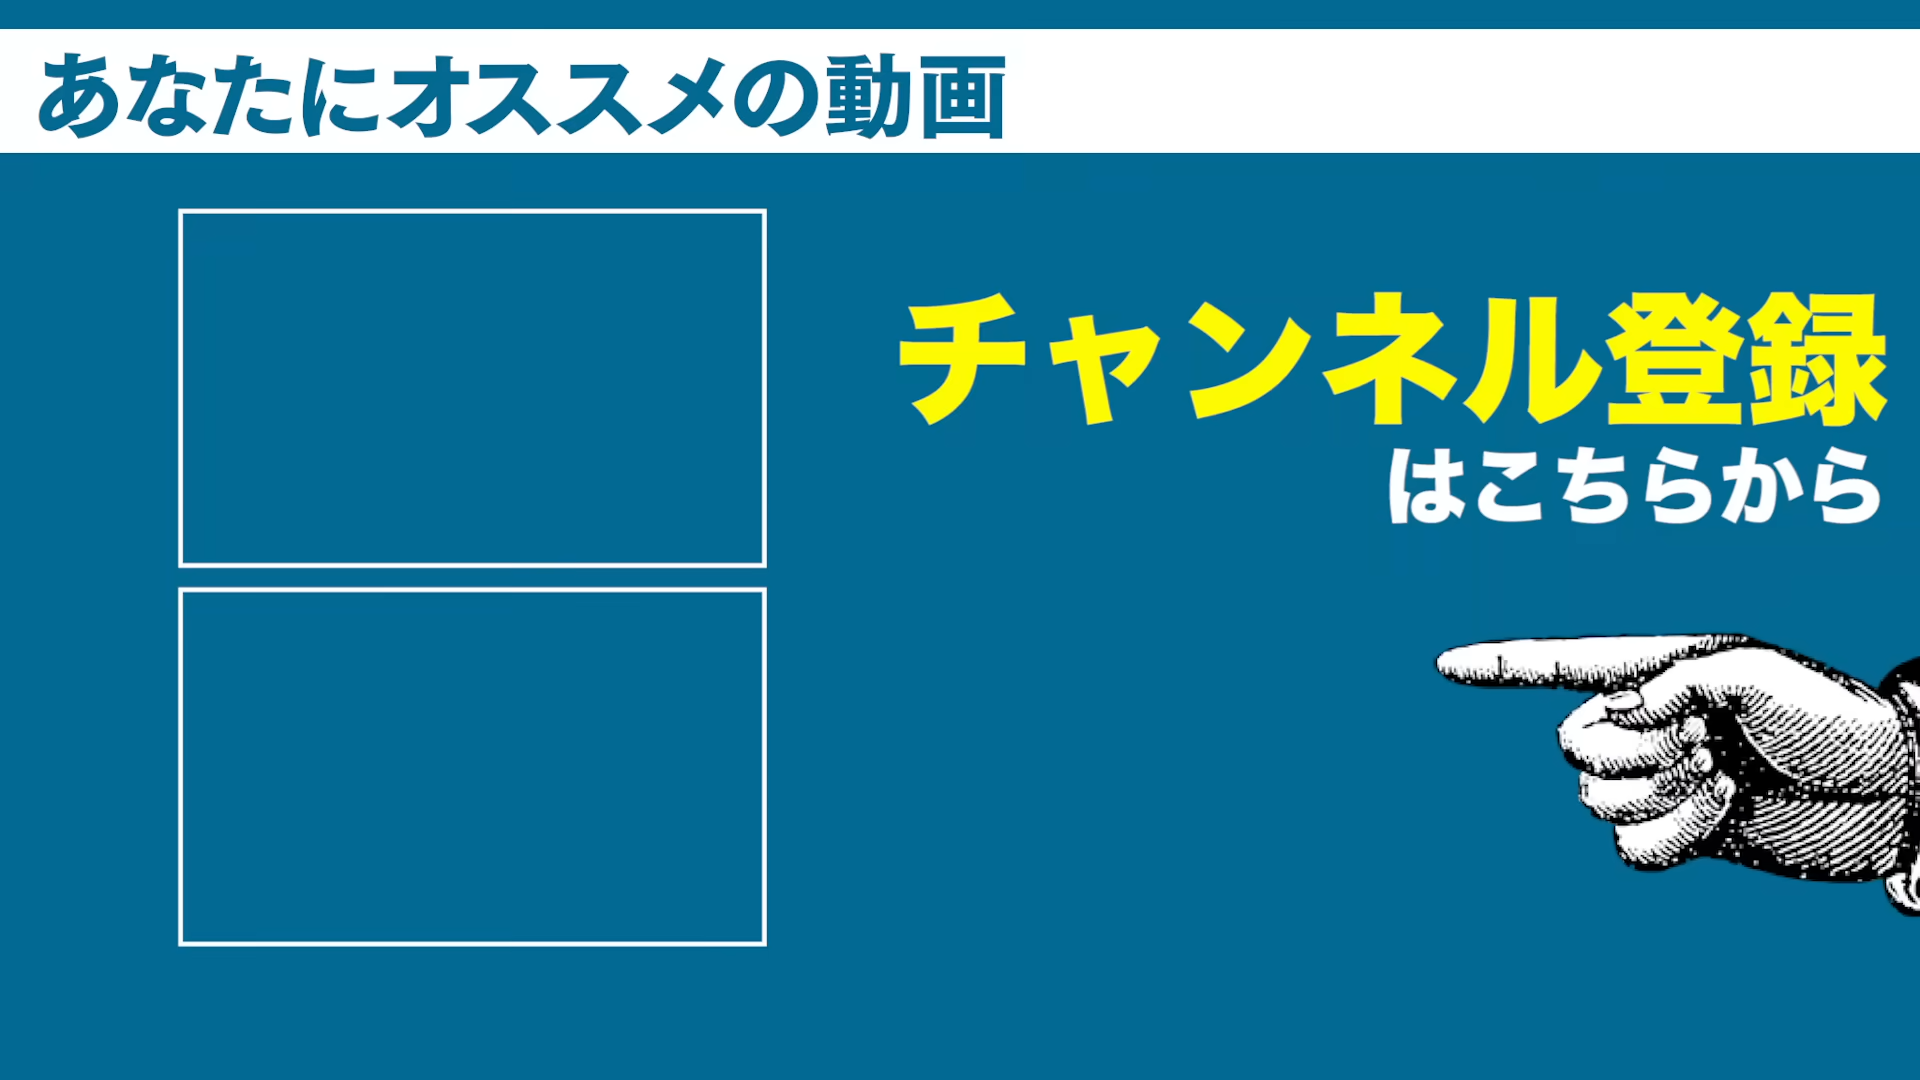 あなたにオススメの動画
チャンネル登録
はこちらから